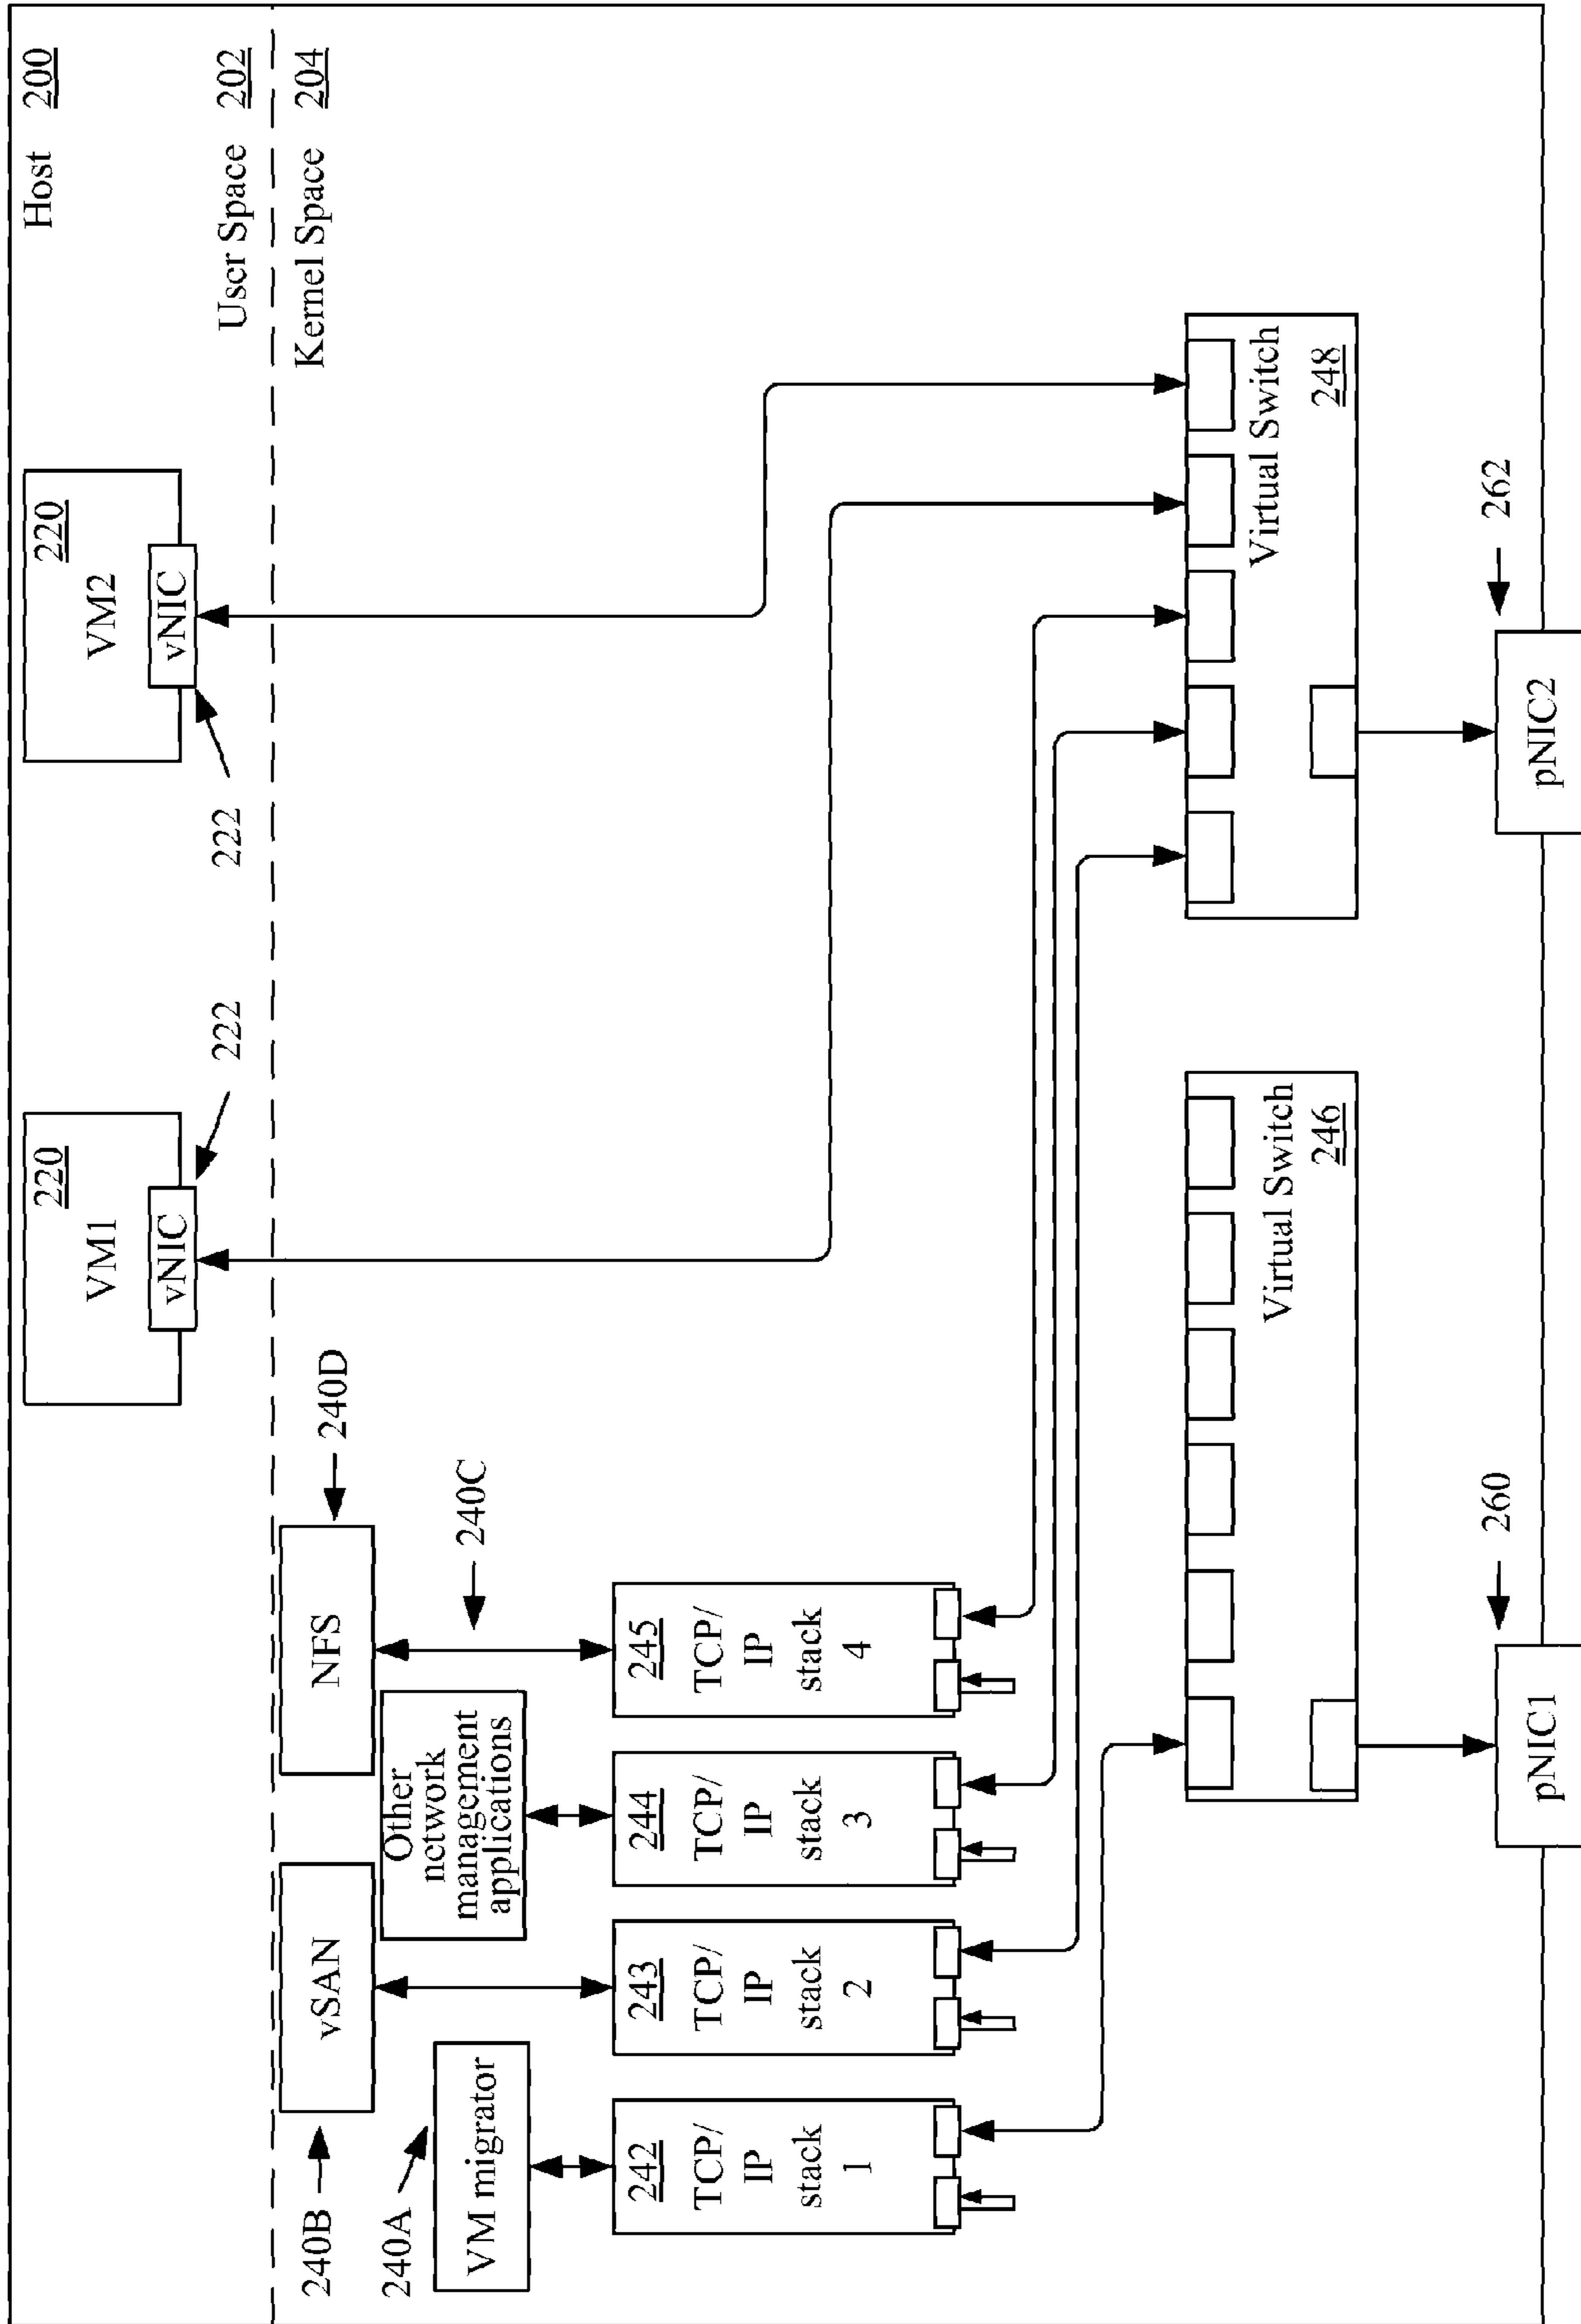 Host 200
User Space 202
Kernel Space 204
220
VM1
vNIC
222
220
VM2
vNIC
222
240B
vSAN
NFS
240D
240A
VM migrator
Other
network
management
applications
240C
242
TCP/
IP
stack
1
243
TCP/
IP
stack
2
244
TCP/
IP
stack
3
245
TCP/
IP
stack
4
Virtual Switch
246
Virtual Switch
248
260
pNIC1
262
pNIC2